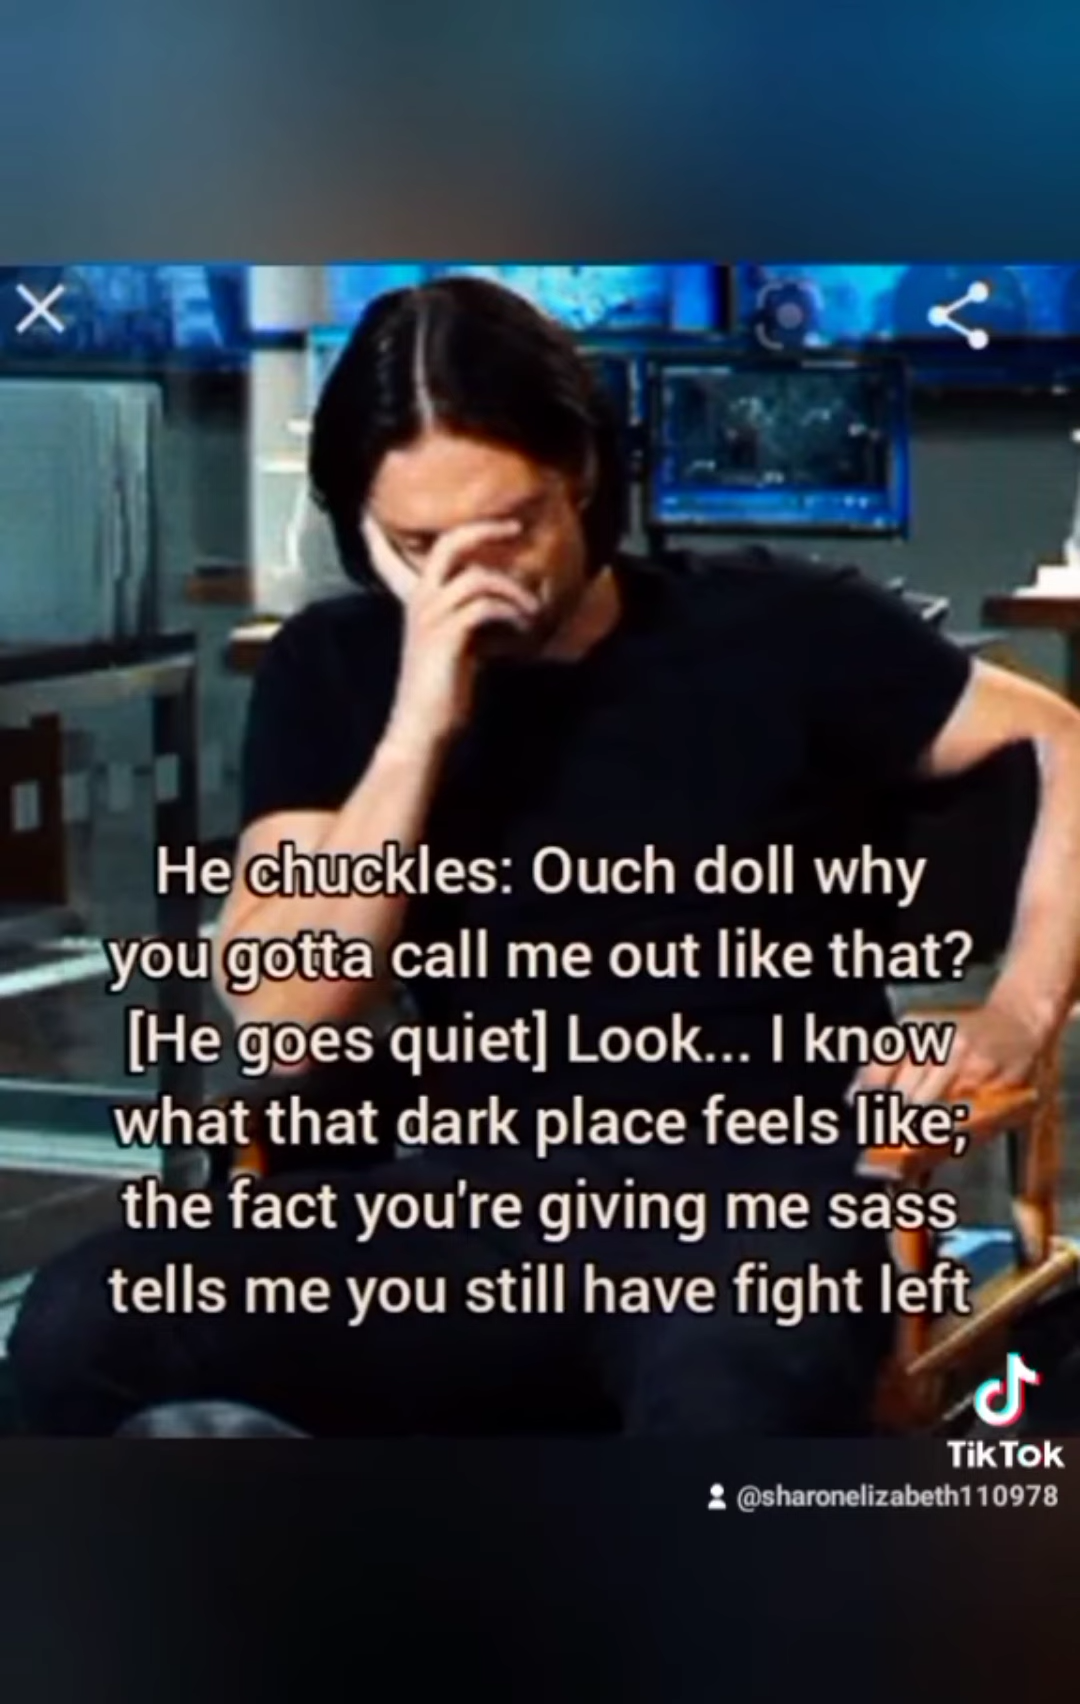 He chuckles: Ouch doll why
you gotta call me out like that?
[He goes quiet] Look... I know
what that dark place feels like;
the fact you're giving me sass
tells me you still have fight left
TikTok
@sharonelizabeth110978